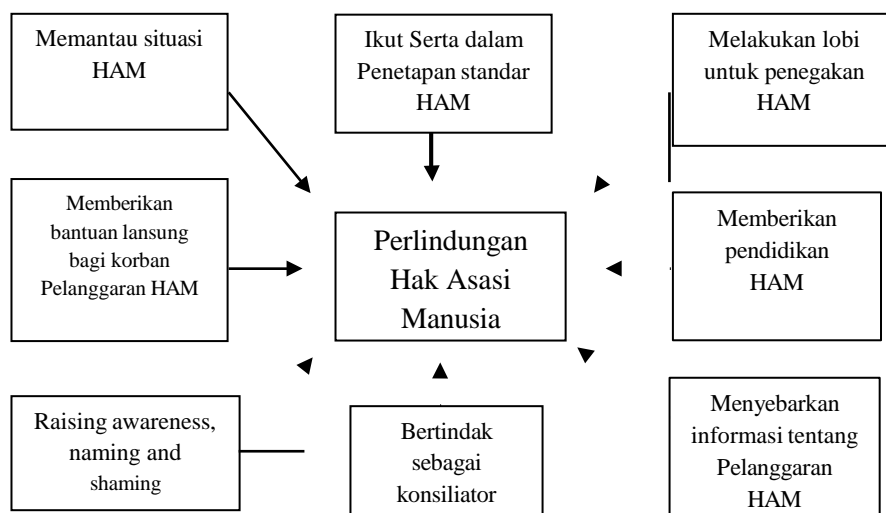 Memantau situasi
HAM
Ikut Serta dalam
Penetapan standar
HAM
Melakukan lobi
untuk penegakan
HAM
Memberikan
bantuan lansung
bagi korban
Pelanggaran HAM
Perlindungan
Hak Asasi
Manusia
Memberikan
pendidikan
HAM
Raising awareness,
naming and
shaming
Bertindak
sebagai
konsiliator
Menyebarkan
informasi tentang
Pelanggaran
HAM